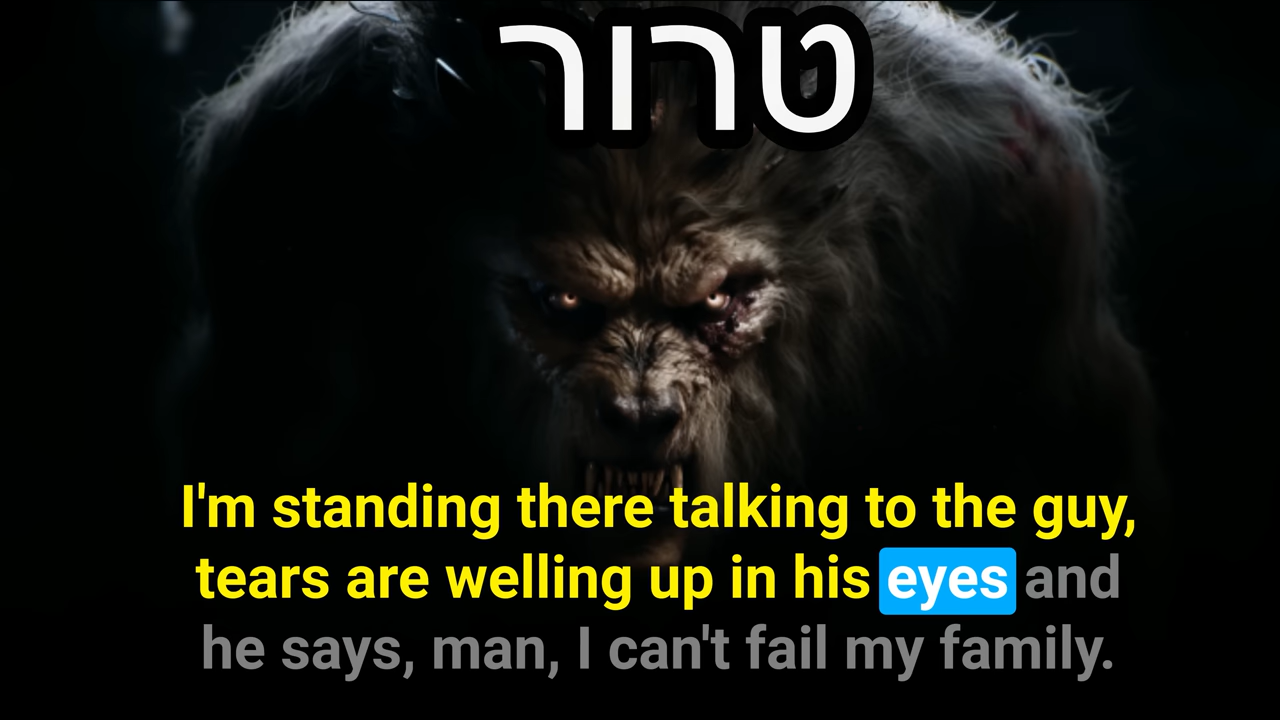 טרור
I'm standing there talking to the guy,
tears are welling up in his eyes and
he says, man, I can't fail my family.